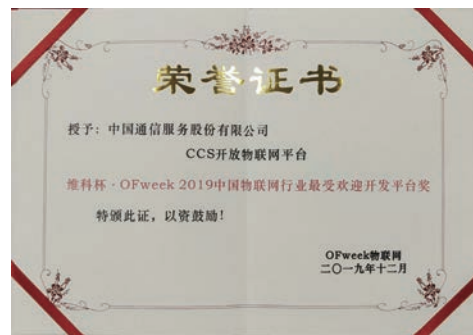 荣誉证书
授予：中国通信服务股份有限公司
CCS开放物联网平台
维科杯·OFweek 2019中国物联网行业最受欢迎开发平台奖
特颁此证，以资鼓励！
OFweek物联网
二〇一九年十二月